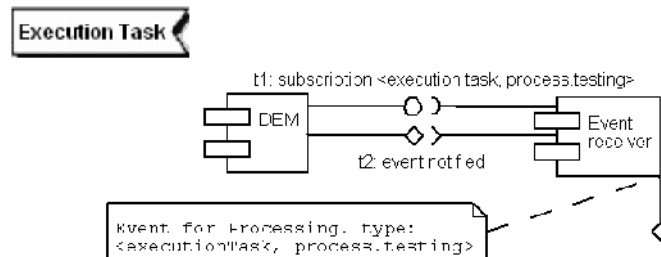 Execution Task
t1: subscription <execution task, process.testing>
DEM
Event
receiver
t2: event notified
Event for Processing. type:
<executionTask, process.testing>